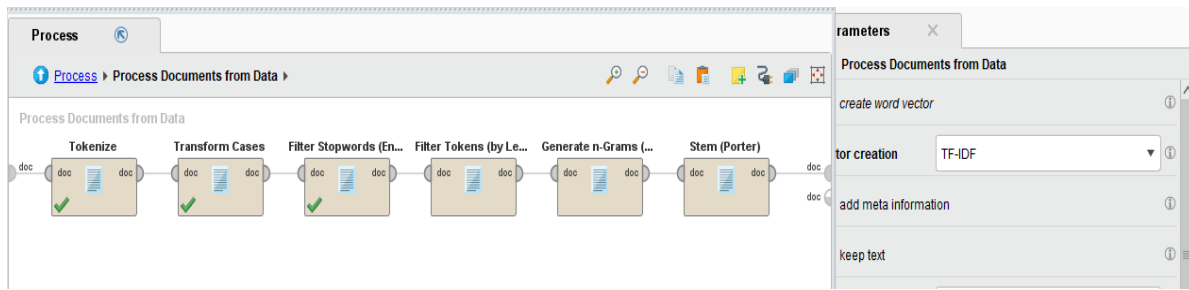 Process
rameters
Process ▸ Process Documents from Data ▸
Process Documents from Data
create word vector
Process Documents from Data
Tokenize
Transform Cases
Filter Stopwords (En...
Filter Tokens (by Le...
Generate n-Grams (...
Stem (Porter)
doc
doc doc
doc doc
doc doc
doc doc
doc doc
doc doc
doc
doc
tor creation
TF-IDF
add meta information
keep text